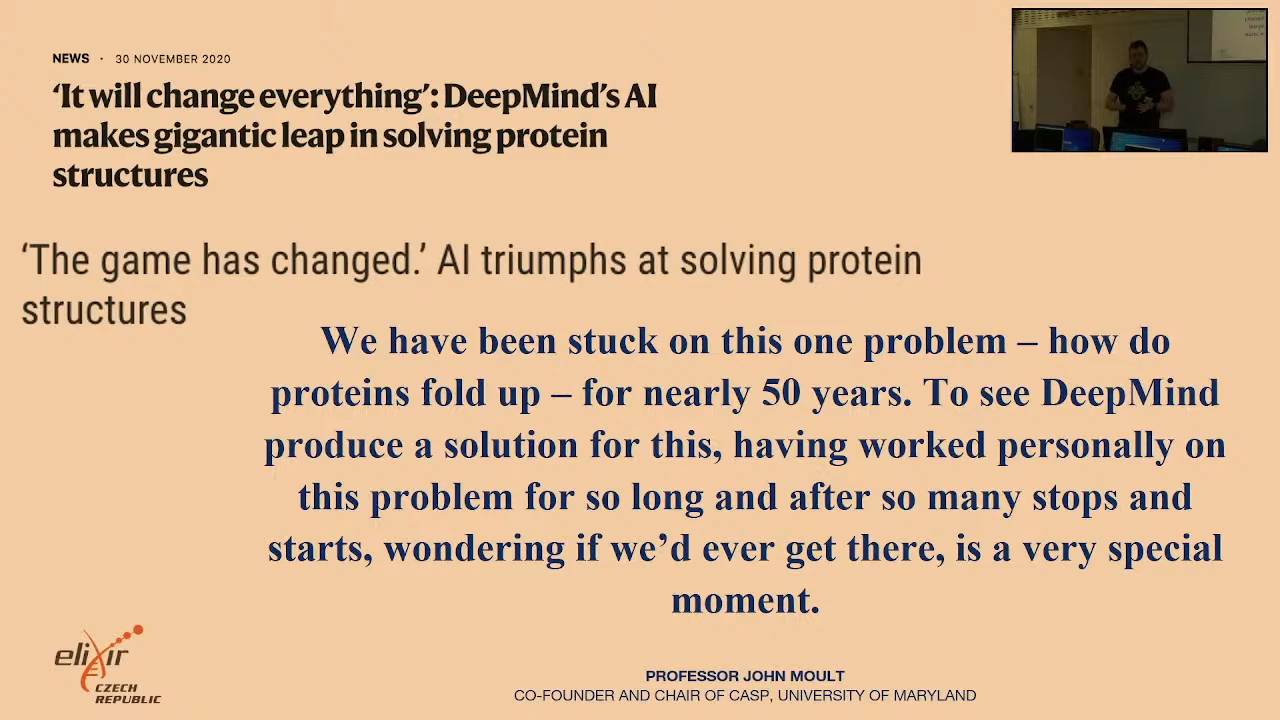 NEWS · 30 NOVEMBER 2020
‘It will change everything’: DeepMind’s AI
makes gigantic leap in solving protein
structures
‘The game has changed.’ AI triumphs at solving protein
structures
We have been stuck on this one problem – how do
proteins fold up – for nearly 50 years. To see DeepMind
produce a solution for this, having worked personally on
this problem for so long and after so many stops and
starts, wondering if we’d ever get there, is a very special
moment.
elixir
CZECH
REPUBLIC
PROFESSOR JOHN MOULT
CO-FOUNDER AND CHAIR OF CASP, UNIVERSITY OF MARYLAND